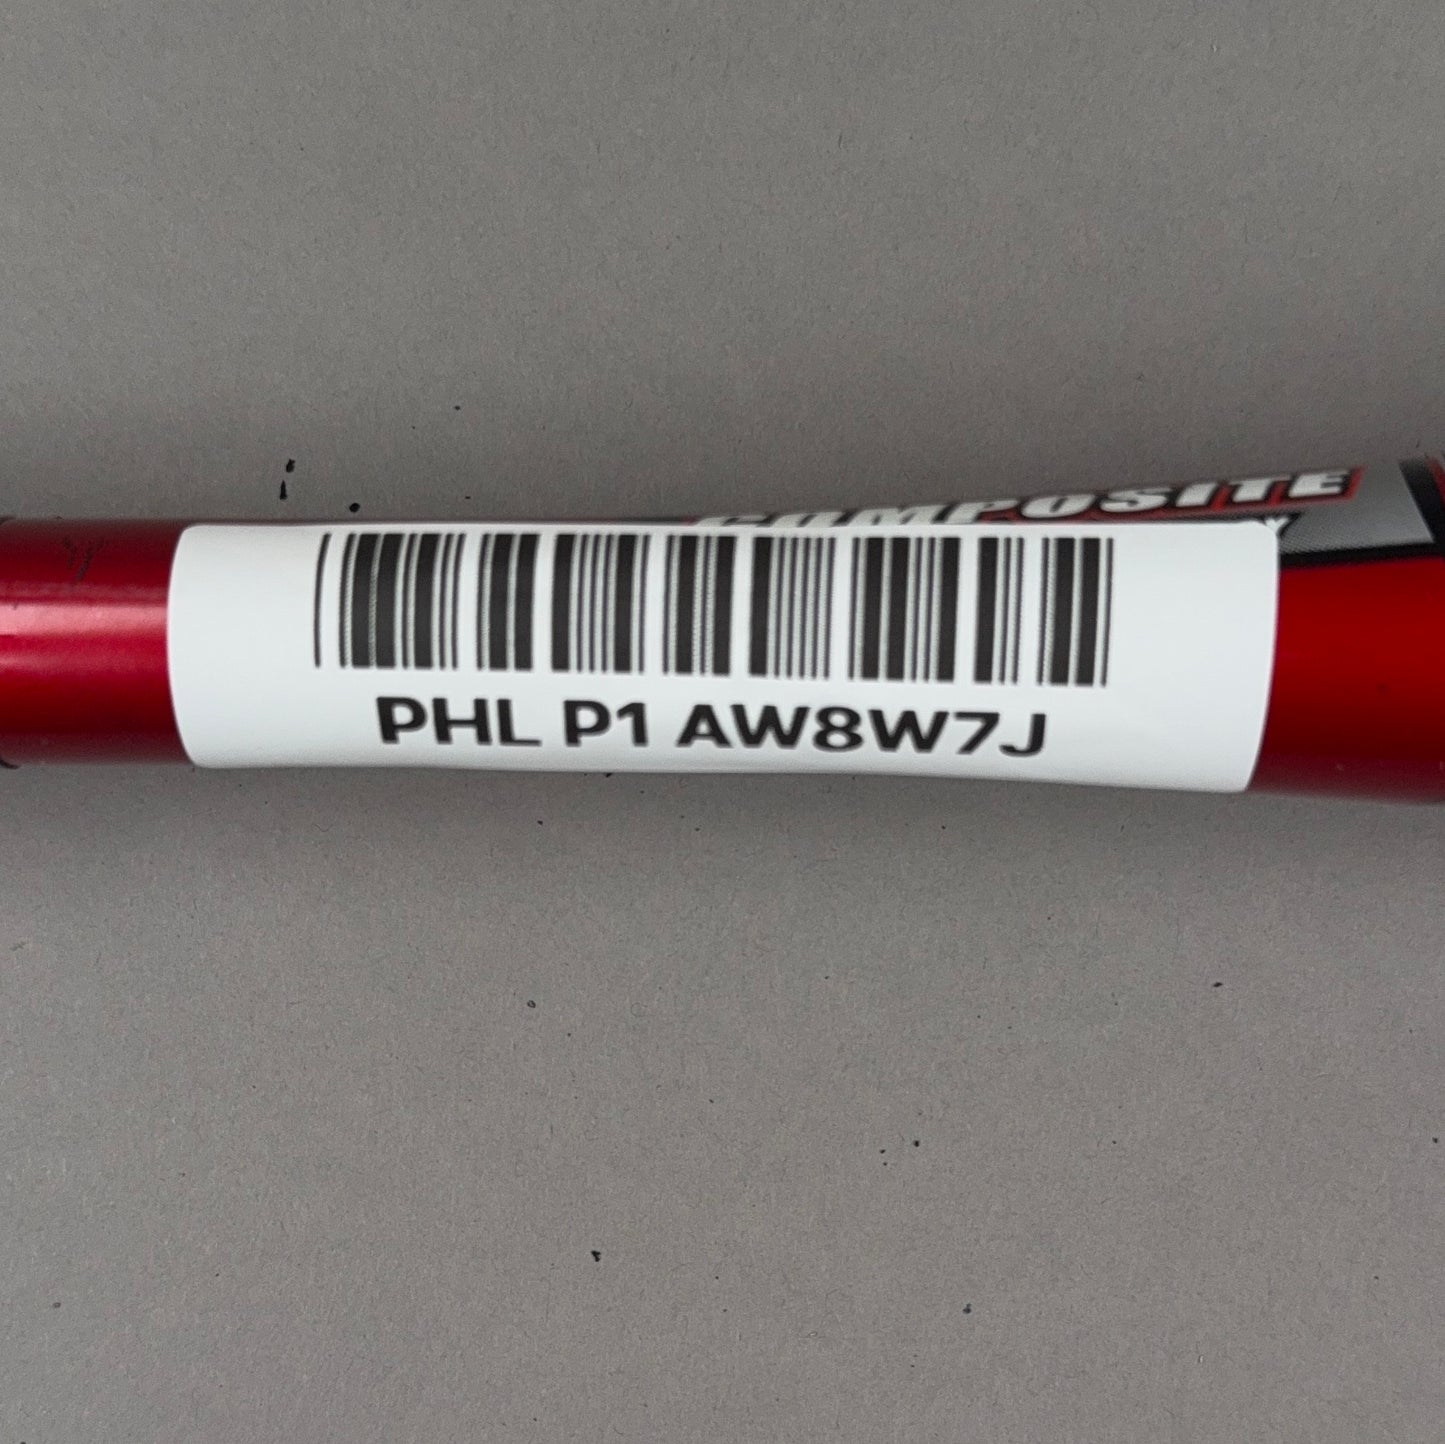 COMPOSITE
PHL P1 AW8W7J